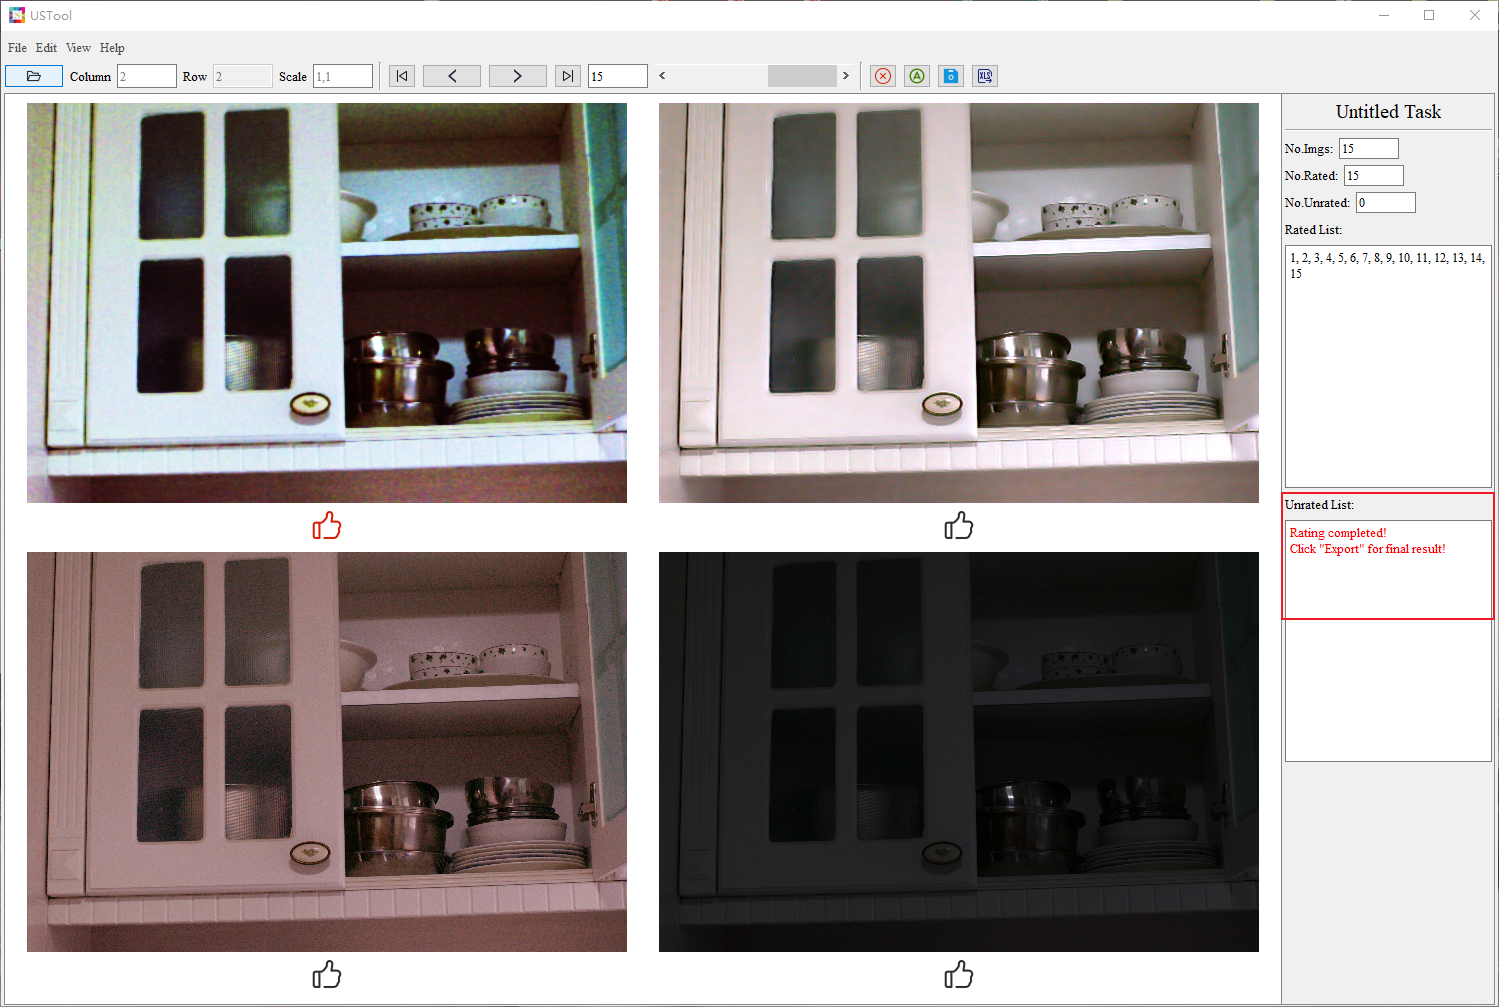 USTool
File Edit View Help
Column 2 Row 2 Scale 1,1 15
XLS
Untitled Task
No.Imgs: 15
No.Rated: 15
No.Unrated: 0
Rated List:
1, 2, 3, 4, 5, 6, 7, 8, 9, 10, 11, 12, 13, 14,
15
Unrated List:
Rating completed!
Click "Export" for final result!